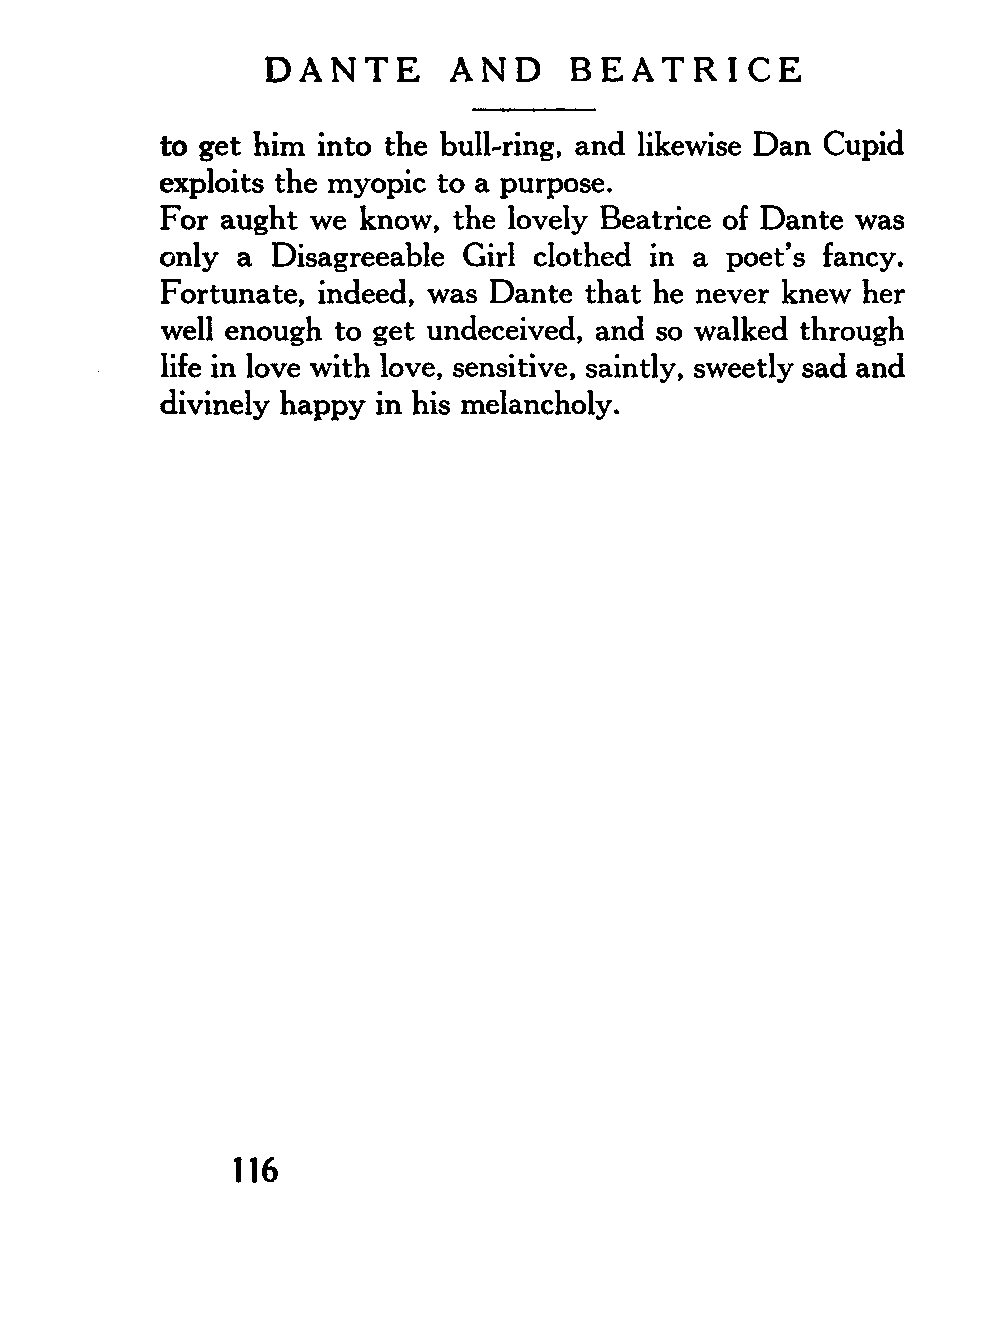 DANTE AND BEATRICE
to get him into the bull-ring, and likewise Dan Cupid
exploits the myopic to a purpose.
For aught we know, the lovely Beatrice of Dante was
only a Disagreeable Girl clothed in a poet's fancy.
Fortunate, indeed, was Dante that he never knew her
well enough to get undeceived, and so walked through
life in love with love, sensitive, saintly, sweetly sad and
divinely happy in his melancholy.
116